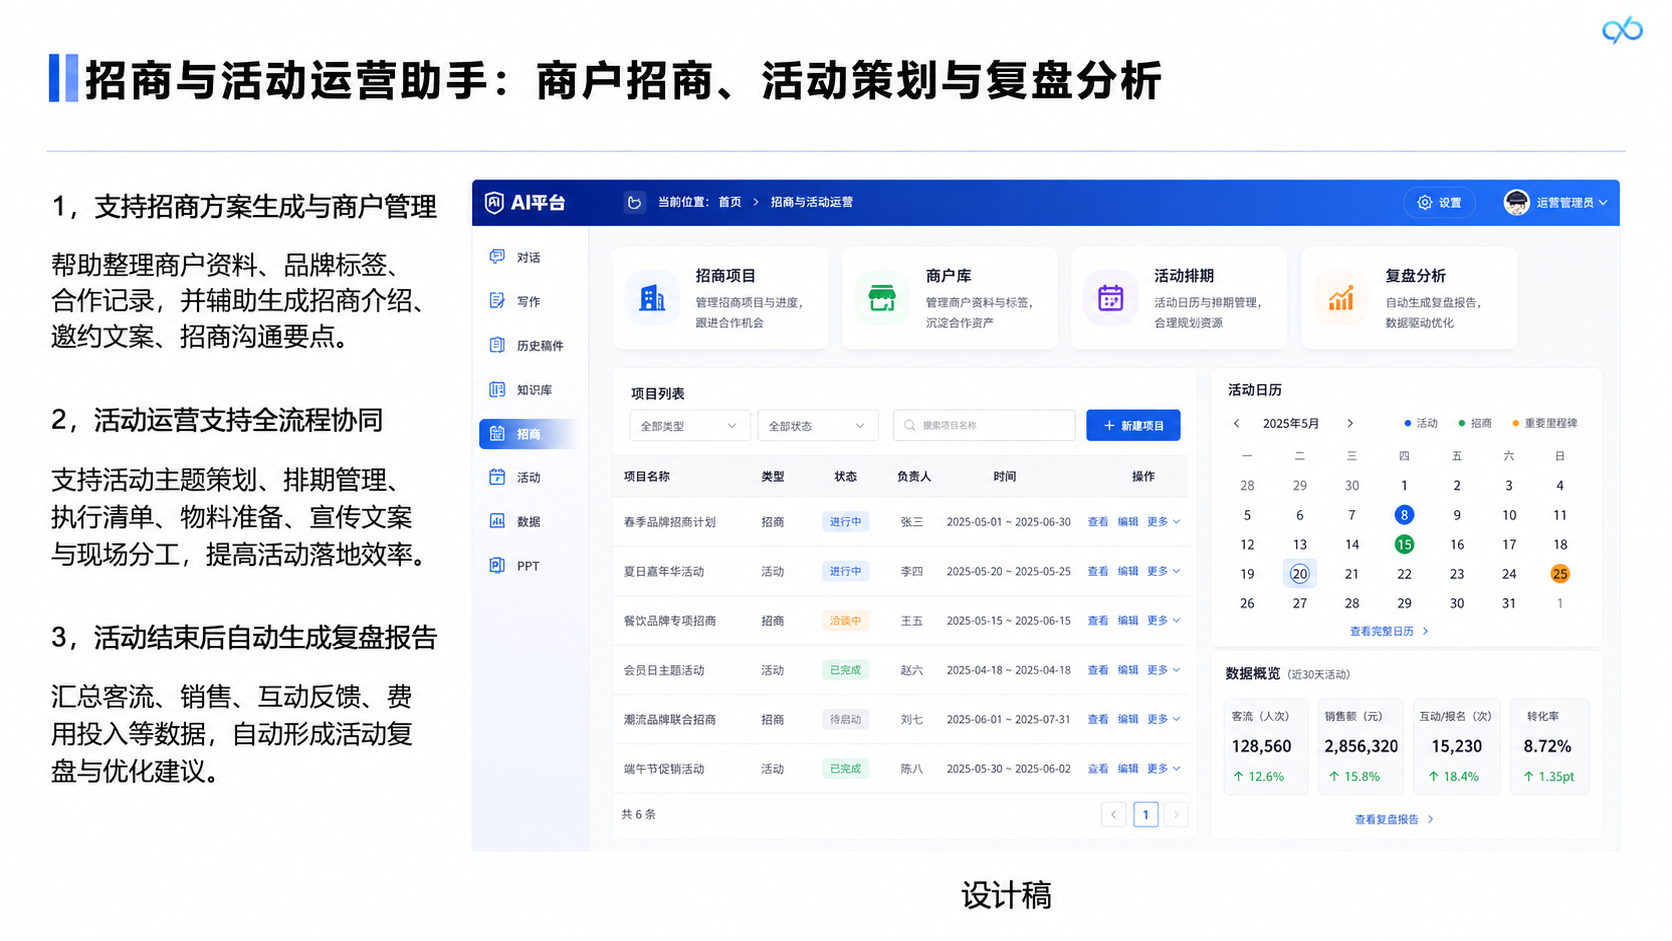 招商与活动运营助手：商户招商、活动策划与复盘分析
1，支持招商方案生成与商户管理
帮助整理商户资料、品牌标签、
合作记录，并辅助生成招商介绍、
邀约文案、招商沟通要点。
2，活动运营支持全流程协同
支持活动主题策划、排期管理、
执行清单、物料准备、宣传文案
与现场分工，提高活动落地效率。
3，活动结束后自动生成复盘报告
汇总客流、销售、互动反馈、费
用投入等数据，自动形成活动复
盘与优化建议。
AI平台
当前位置：首页 > 招商与活动运营
设置
运营管理员
对话
写作
历史稿件
知识库
招商
活动
数据
PPT
招商项目
管理招商项目与进度，
跟进合作机会
商户库
管理商户资料与标签，
沉淀合作资产
活动排期
活动日历与排期管理，
合理规划资源
复盘分析
自动生成复盘报告，
数据驱动优化
项目列表
全部类型 全部状态 搜索项目名称 + 新建项目
项目名称 类型 状态 负责人 时间 操作
春季品牌招商计划 招商 进行中 张三 2025-05-01 ~ 2025-06-30 查看 编辑 更多
夏日嘉年华活动 活动 进行中 李四 2025-05-20 ~ 2025-05-25 查看 编辑 更多
餐饮品牌专项招商 招商 洽谈中 王五 2025-05-15 ~ 2025-06-15 查看 编辑 更多
会员日主题活动 活动 已完成 赵六 2025-04-18 ~ 2025-04-18 查看 编辑 更多
潮流品牌联合招商 招商 待启动 刘七 2025-06-01 ~ 2025-07-31 查看 编辑 更多
端午节促销活动 活动 已完成 陈八 2025-05-30 ~ 2025-06-02 查看 编辑 更多
共 6 条
1
活动日历
2025年5月
活动 招商 重要里程碑
一 二 三 四 五 六 日
28 29 30 1 2 3 4
5 6 7 8 9 10 11
12 13 14 15 16 17 18
19 20 21 22 23 24 25
26 27 28 29 30 31 1
查看完整日历 >
数据概览（近30天活动）
客流（人次） 销售额（元） 互动/报名（次） 转化率
128,560 2,856,320 15,230 8.72%
↑ 12.6% ↑ 15.8% ↑ 18.4% ↑ 1.35pt
查看复盘报告 >
设计稿